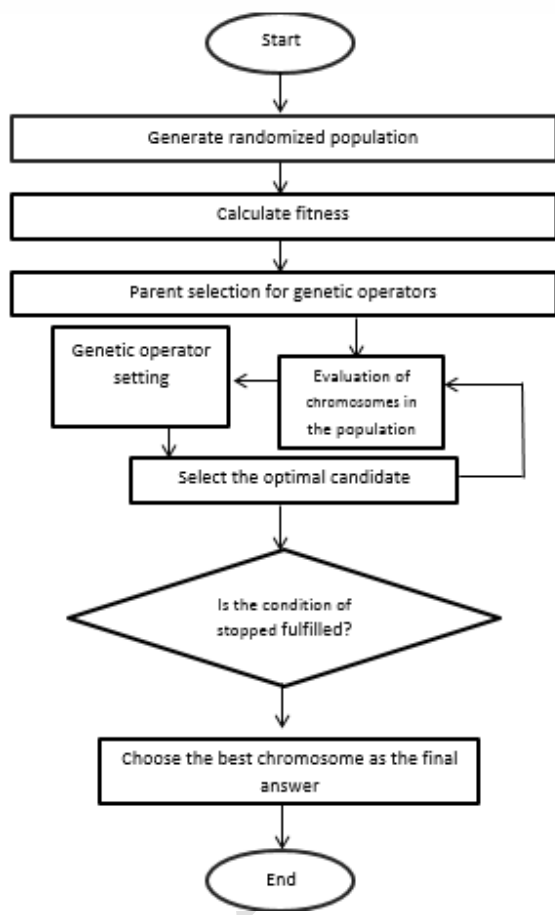 Start
Generate randomized population
Calculate fitness
Parent selection for genetic operators
Genetic operator
setting
Evaluation of
chromosomes in
the population
Select the optimal candidate
Is the condition of
stopped fulfilled?
Choose the best chromosome as the final
answer
End